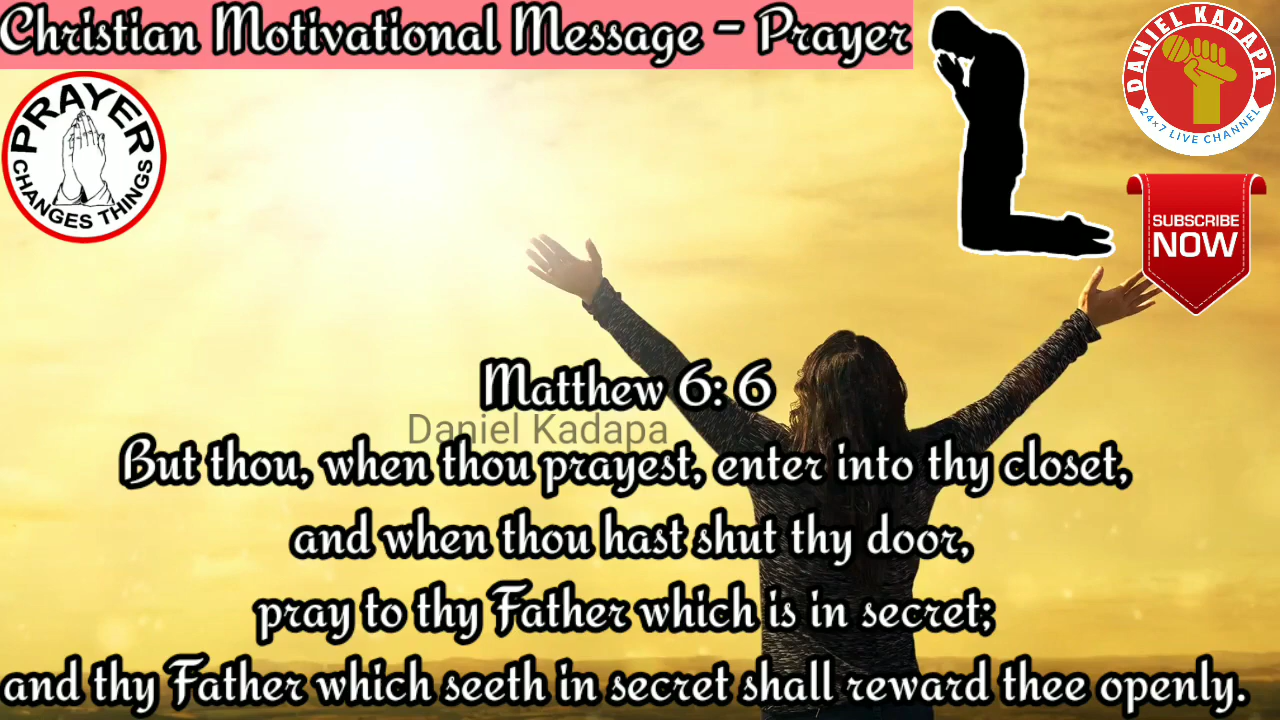 Christian Motivational Message - Prayer
PRAYER
CHANGES THINGS
DANIEL KADAPA
24×7 LIVE CHANNEL
SUBSCRIBE
NOW
Matthew 6: 6
Daniel Kadapa
But thou, when thou prayest, enter into thy closet,
and when thou hast shut thy door,
pray to thy Father which is in secret;
and thy Father which seeth in secret shall reward thee openly.